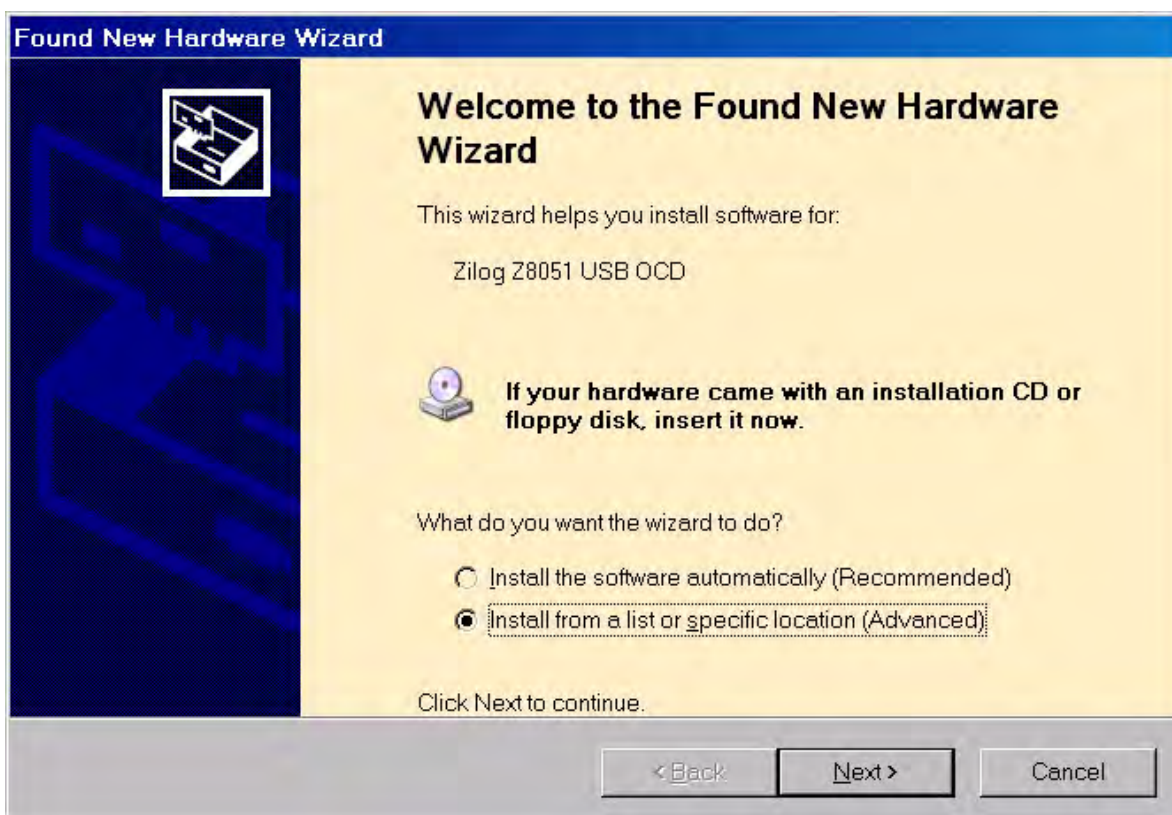 Found New Hardware Wizard
Welcome to the Found New Hardware
Wizard
This wizard helps you install software for:
Zilog Z8051 USB OCD
If your hardware came with an installation CD or
floppy disk, insert it now.
What do you want the wizard to do?
Install the software automatically (Recommended)
Install from a list or specific location (Advanced)
Click Next to continue.
< Back
Next >
Cancel